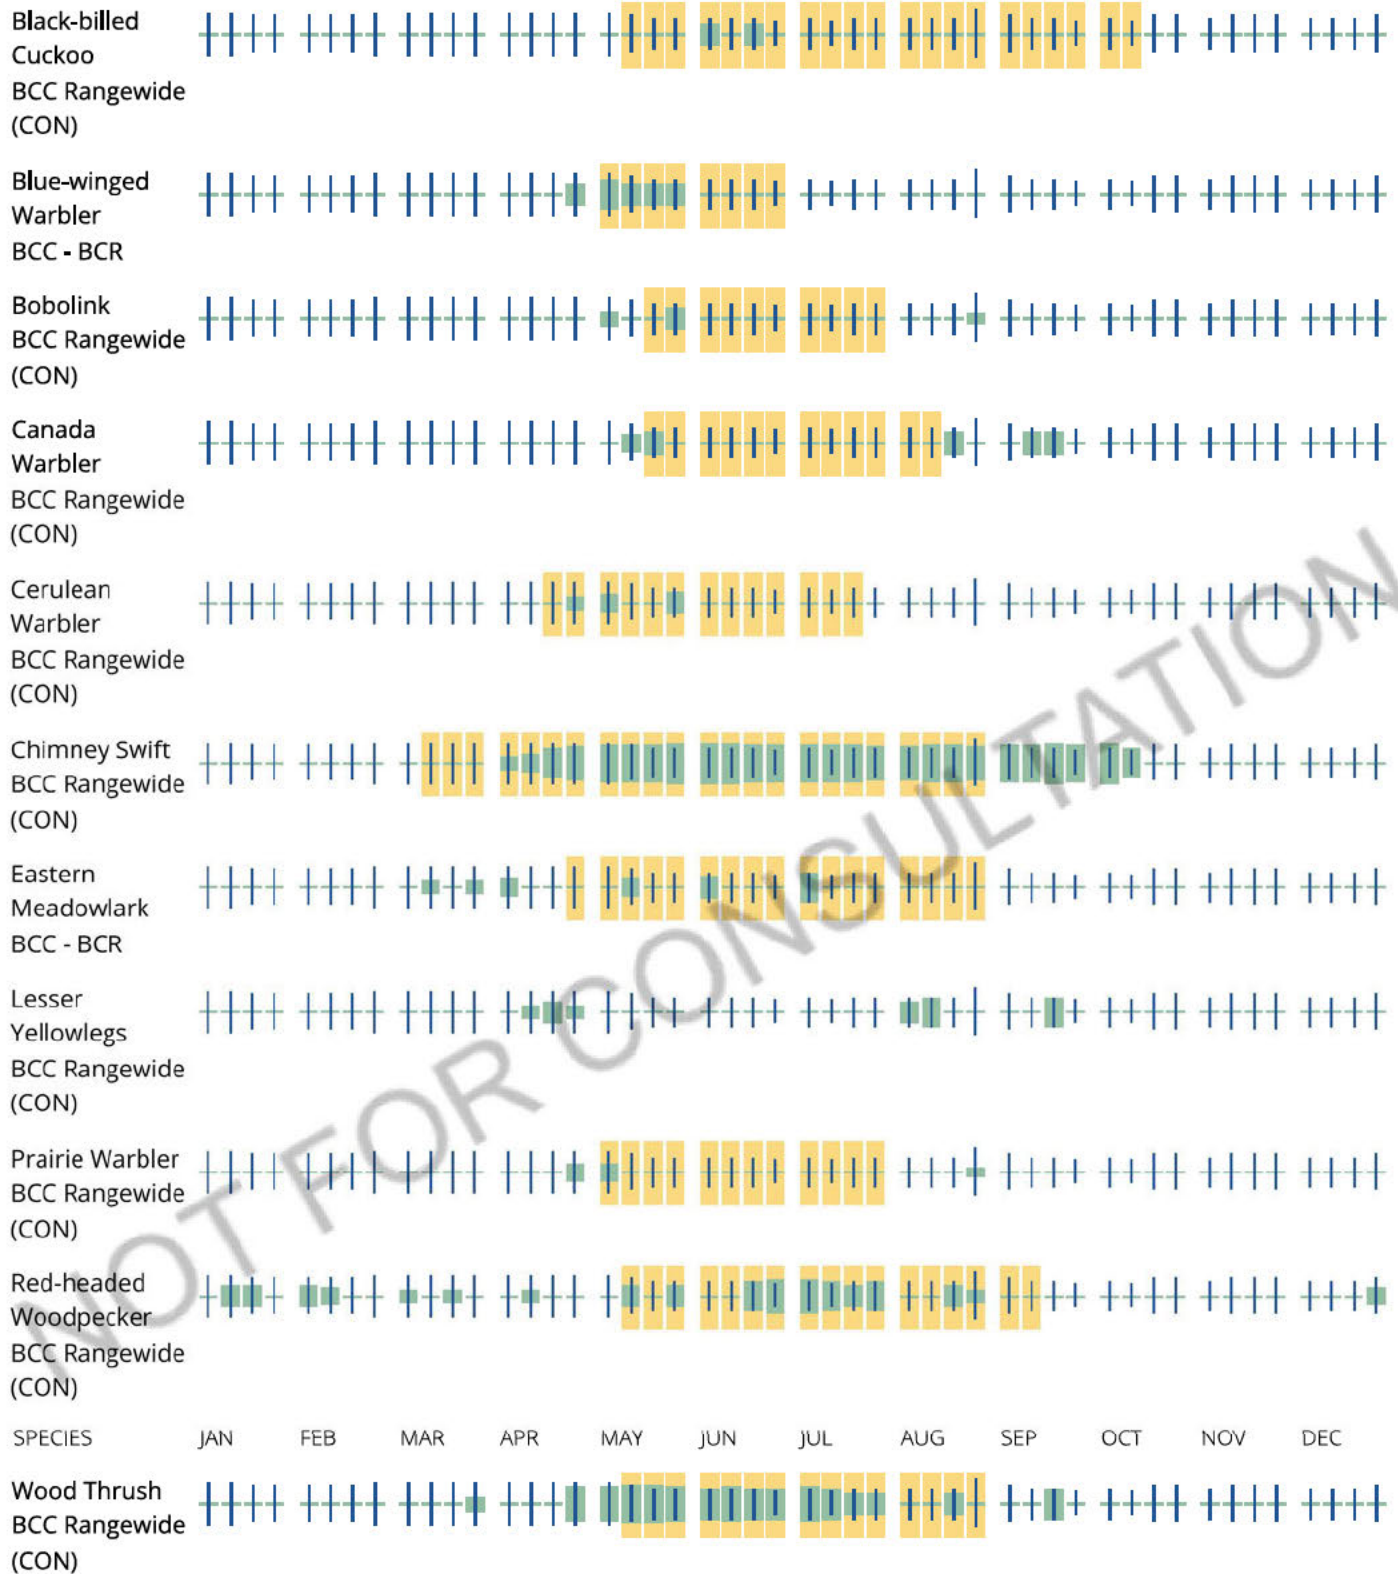 Black-billed
Cuckoo
BCC Rangewide
(CON)
Blue-winged
Warbler
BCC - BCR
Bobolink
BCC Rangewide
(CON)
Canada
Warbler
BCC Rangewide
(CON)
Cerulean
Warbler
BCC Rangewide
(CON)
Chimney Swift
BCC Rangewide
(CON)
Eastern
Meadowlark
BCC - BCR
Lesser
Yellowlegs
BCC Rangewide
(CON)
Prairie Warbler
BCC Rangewide
(CON)
Red-headed
Woodpecker
BCC Rangewide
(CON)
SPECIES JAN FEB MAR APR MAY JUN JUL AUG SEP OCT NOV DEC
Wood Thrush
BCC Rangewide
(CON)
NOT FOR CONSULTATION